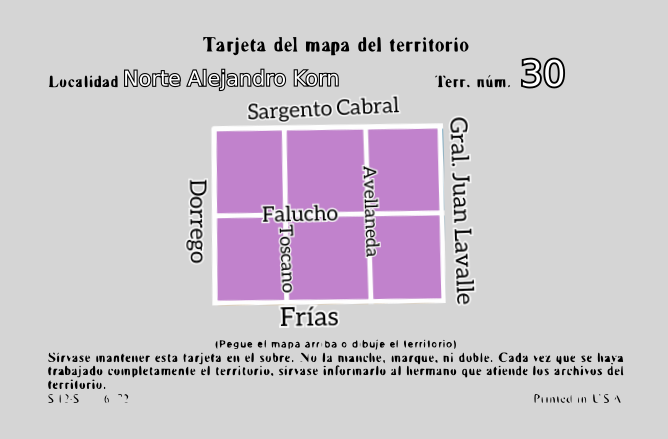 Tarjeta del mapa del territorio
Localidad Norte Alejandro Korn Terr. núm. 30
Sargento Cabral
Gral. Juan Lavalle
Dorrego
Avellaneda
Falucho
Toscano
Frías
(Pegue el mapa arriba o dibuje el territorio)
Sírvase mantener esta tarjeta en el sobre. No la manche, marque, ni doble. Cada vez que se haya
trabajado completamente el territorio, sírvase informarlo al hermano que atiende los archivos del
territorio.
S-12-S 6 72
Printed in U S A